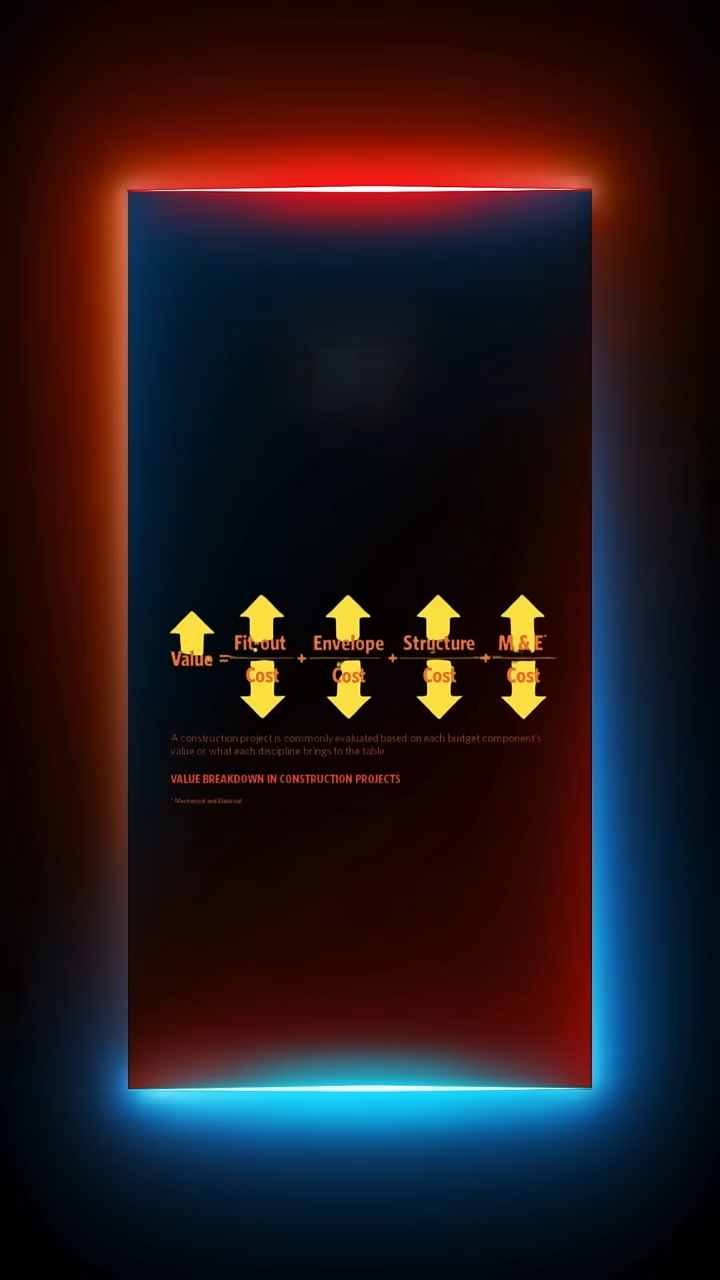 Fit-out Envelope Structure M & E*
Value = + + +
Cost Cost Cost Cost
A construction project is commonly evaluated based on each budget component's
value or what each discipline brings to the table
VALUE BREAKDOWN IN CONSTRUCTION PROJECTS
* Mechanical and Electrical